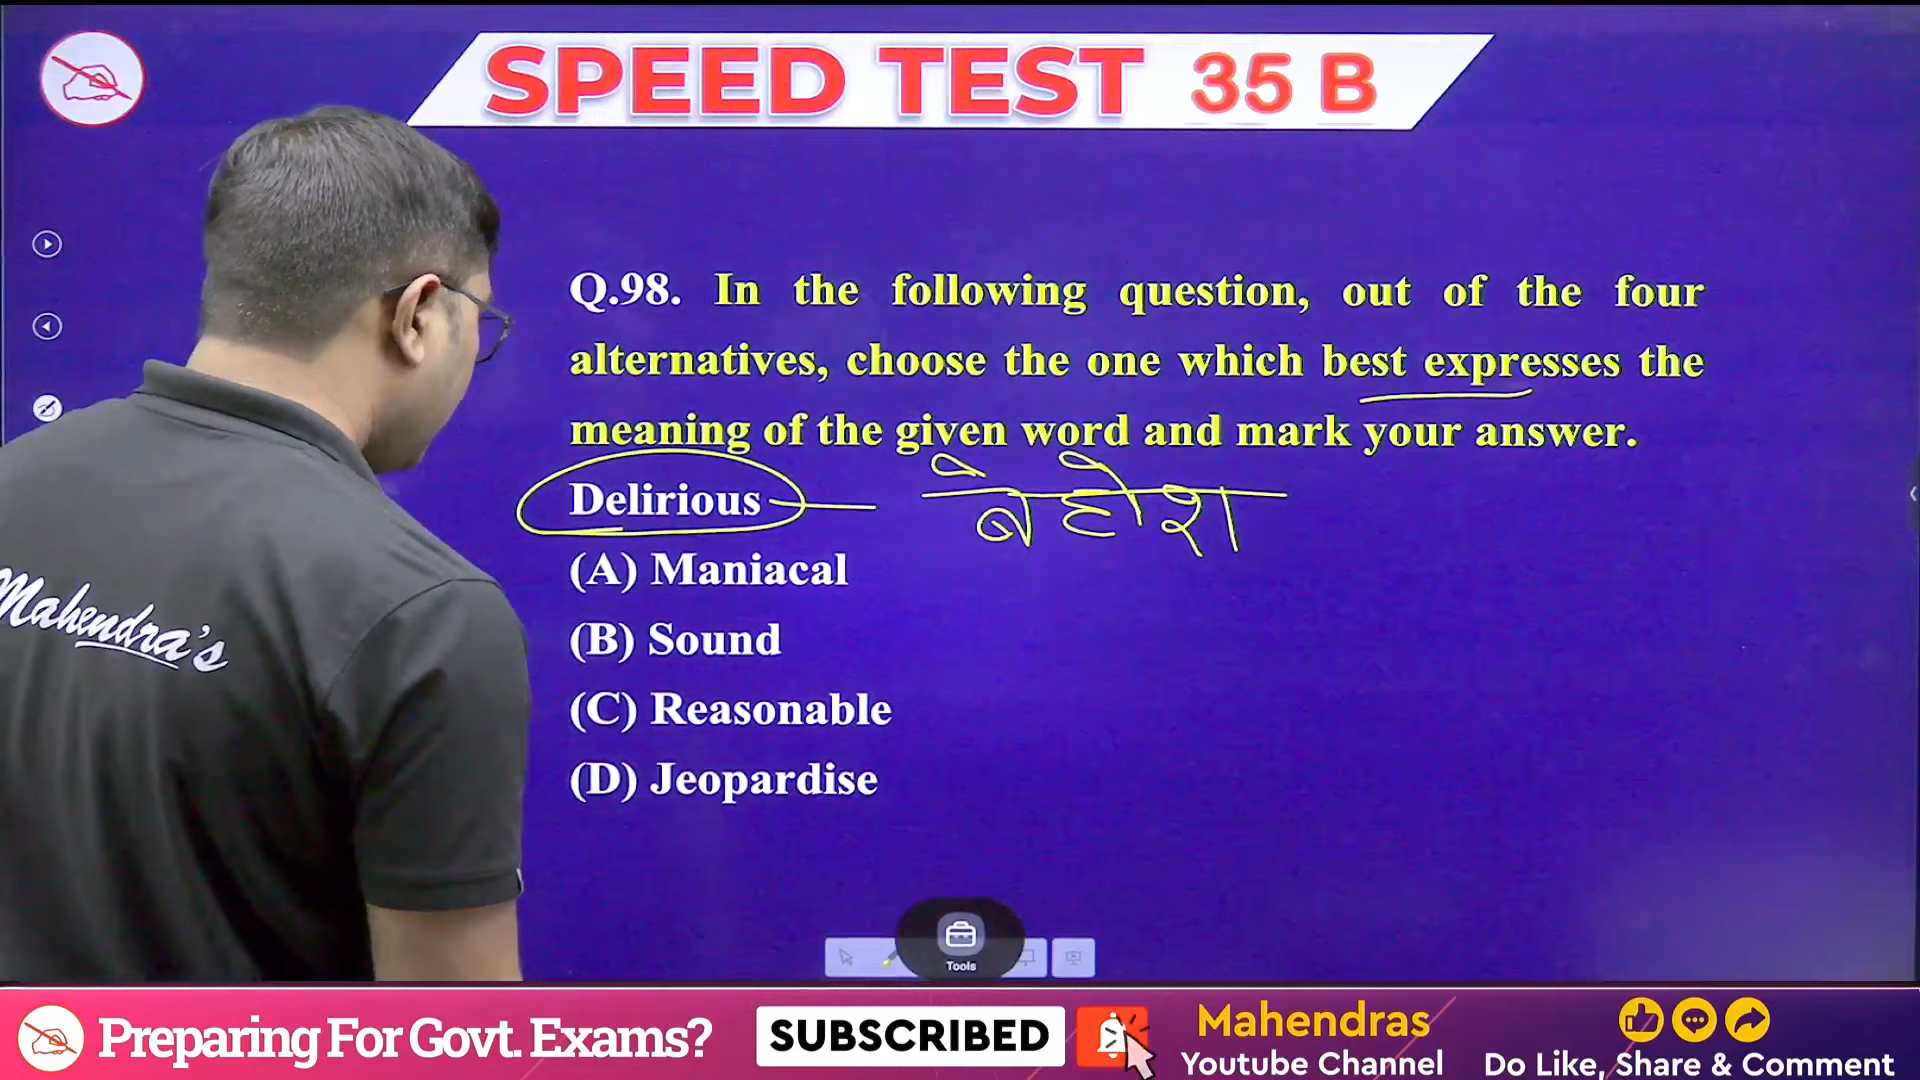 SPEED TEST 35 B
Q.98. In the following question, out of the four
alternatives, choose the one which best expresses the
meaning of the given word and mark your answer.
Delirious — बेहोश
(A) Maniacal
(B) Sound
(C) Reasonable
(D) Jeopardise
Mahendra's
Tools
Preparing For Govt. Exams?
SUBSCRIBED
Mahendras
Youtube Channel
Do Like, Share & Comment